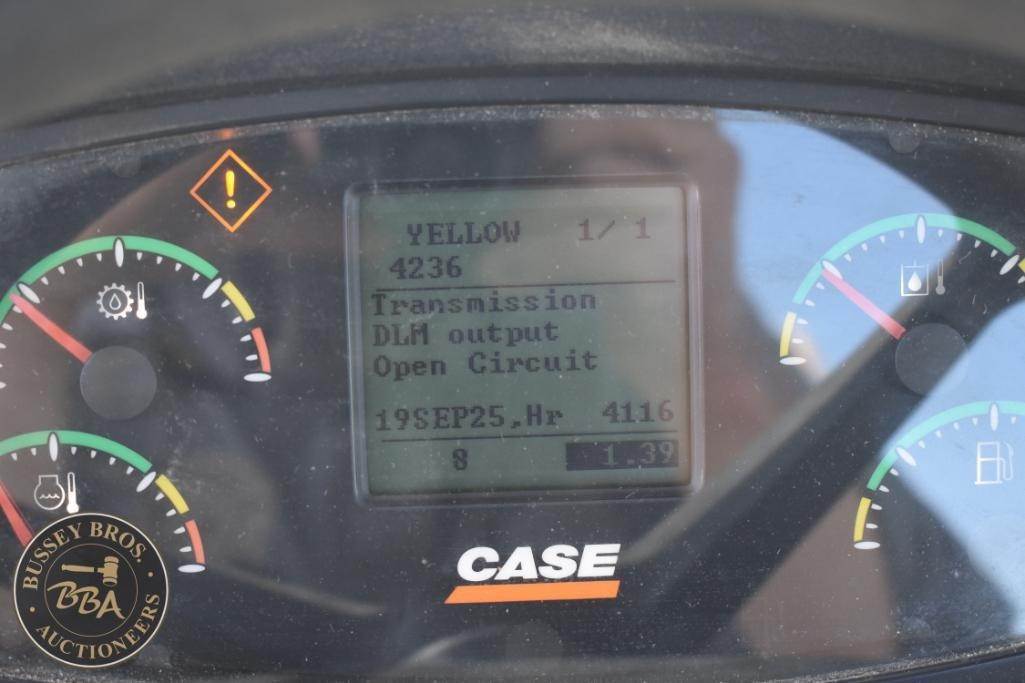 !
YELLOW 1/ 1
4236
Transmission
DLM output
Open Circuit
19SEP25,Hr 4116
8 1.39
CASE
BUSSEY BROS.
BBA
AUCTIONEERS